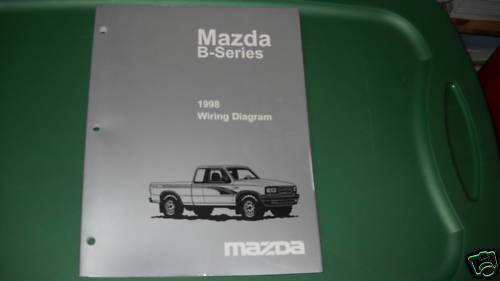 Mazda
B-Series
1998
Wiring Diagram
mazda